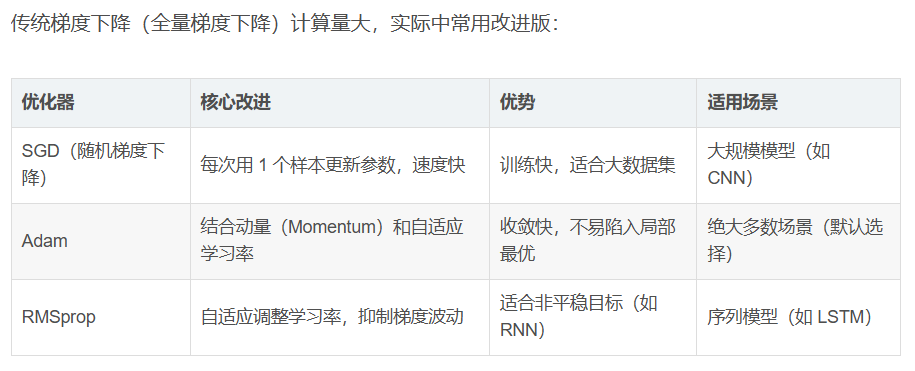 传统梯度下降（全量梯度下降）计算量大，实际中常用改进版：
优化器 核心改进 优势 适用场景
SGD（随机梯度下降） 每次用 1 个样本更新参数，速度快 训练快，适合大数据集 大规模模型（如 CNN）
Adam 结合动量（Momentum）和自适应学习率 收敛快，不易陷入局部最优 绝大多数场景（默认选择）
RMSprop 自适应调整学习率，抑制梯度波动 适合非平稳目标（如 RNN） 序列模型（如 LSTM）